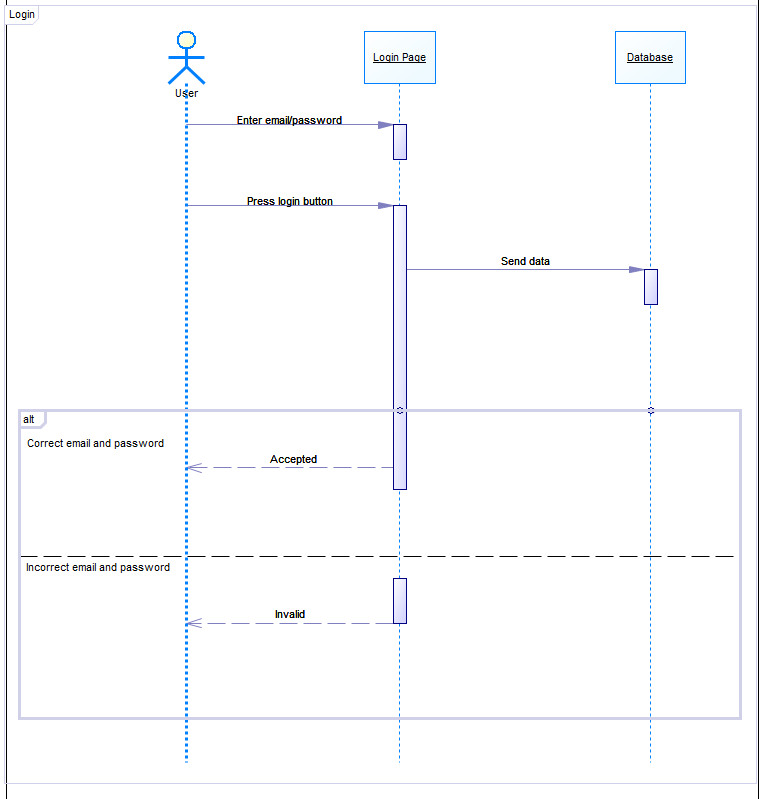 Login
User
Login Page
Database
Enter email/password
Press login button
Send data
alt
Correct email and password
Accepted
Incorrect email and password
Invalid